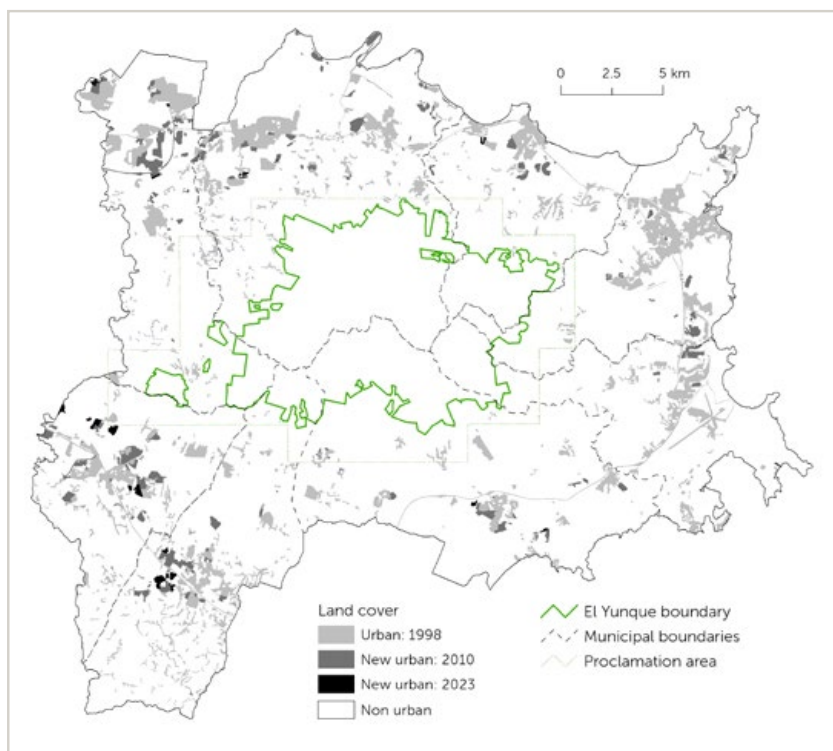 0 2.5 5 km
Land cover
Urban: 1998
New urban: 2010
New urban: 2023
Non urban
El Yunque boundary
Municipal boundaries
Proclamation area